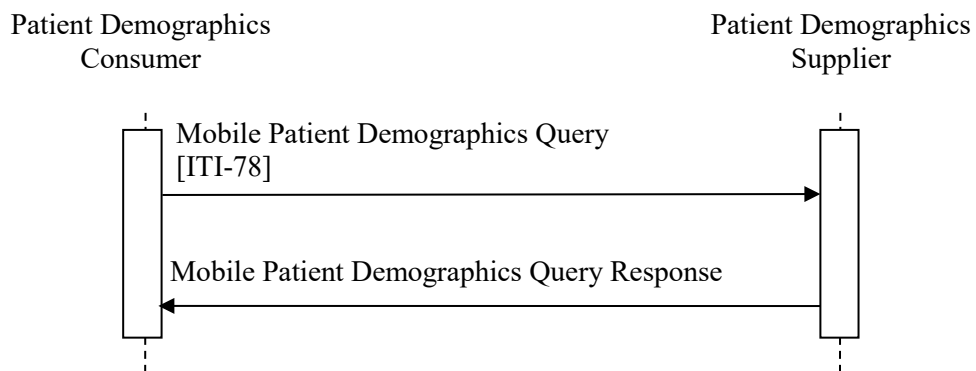 Patient Demographics
Consumer
Patient Demographics
Supplier
Mobile Patient Demographics Query
[ITI-78]
Mobile Patient Demographics Query Response